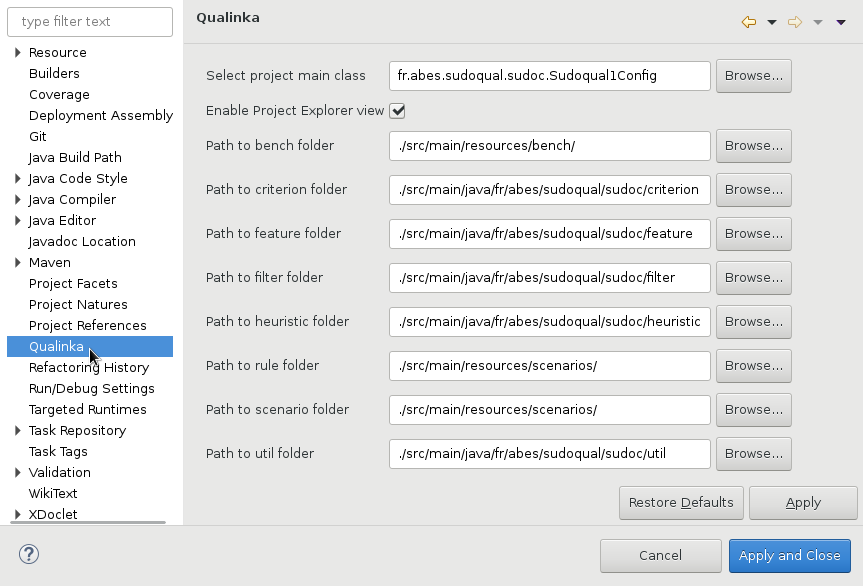 type filter text
Resource
Builders
Coverage
Deployment Assembly
Git
Java Build Path
Java Code Style
Java Compiler
Java Editor
Javadoc Location
Maven
Project Facets
Project Natures
Project References
Qualinka
Refactoring History
Run/Debug Settings
Targeted Runtimes
Task Repository
Task Tags
Validation
WikiText
XDoclet
Qualinka
Select project main class fr.abes.sudoqual.sudoc.Sudoqual1Config Browse...
Enable Project Explorer view
Path to bench folder ./src/main/resources/bench/ Browse...
Path to criterion folder ./src/main/java/fr/abes/sudoqual/sudoc/criterion Browse...
Path to feature folder ./src/main/java/fr/abes/sudoqual/sudoc/feature Browse...
Path to filter folder ./src/main/java/fr/abes/sudoqual/sudoc/filter Browse...
Path to heuristic folder ./src/main/java/fr/abes/sudoqual/sudoc/heuristic Browse...
Path to rule folder ./src/main/resources/scenarios/ Browse...
Path to scenario folder ./src/main/resources/scenarios/ Browse...
Path to util folder ./src/main/java/fr/abes/sudoqual/sudoc/util Browse...
Restore Defaults Apply
? Cancel Apply and Close